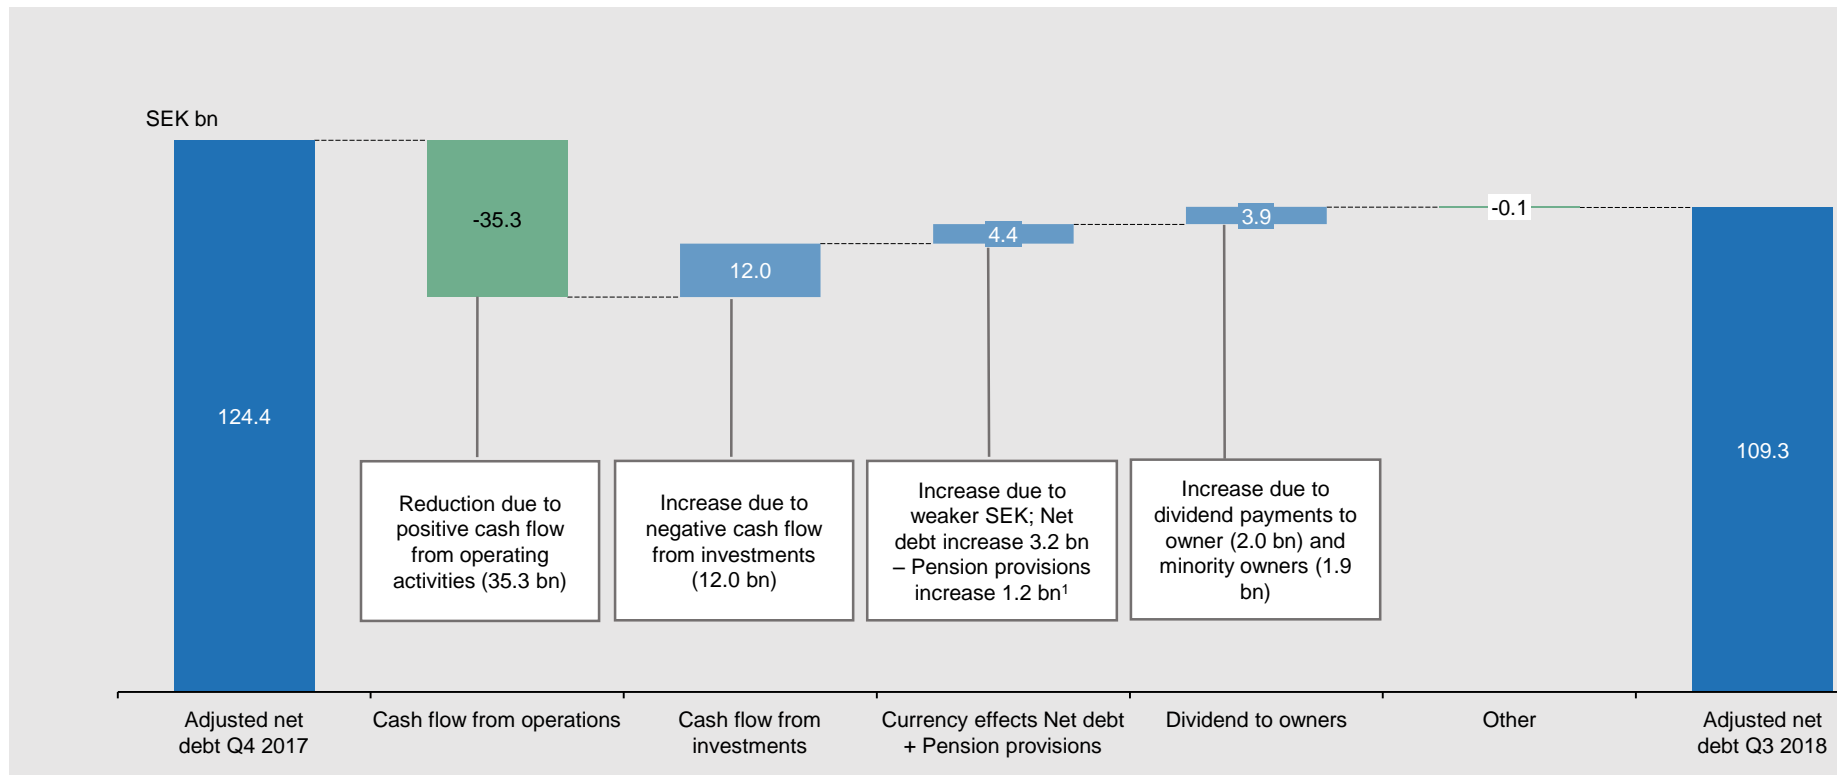 SEK bn
124.4
-35.3
12.0
4.4
3.9
-0.1
109.3
Reduction due to
positive cash flow
from operating
activities (35.3 bn)
Increase due to
negative cash flow
from investments
(12.0 bn)
Increase due to
weaker SEK; Net
debt increase 3.2 bn
– Pension provisions
increase 1.2 bn¹
Increase due to
dividend payments to
owner (2.0 bn) and
minority owners (1.9
bn)
Adjusted net
debt Q4 2017
Cash flow from operations
Cash flow from
investments
Currency effects Net debt
+ Pension provisions
Dividend to owners
Other
Adjusted net
debt Q3 2018